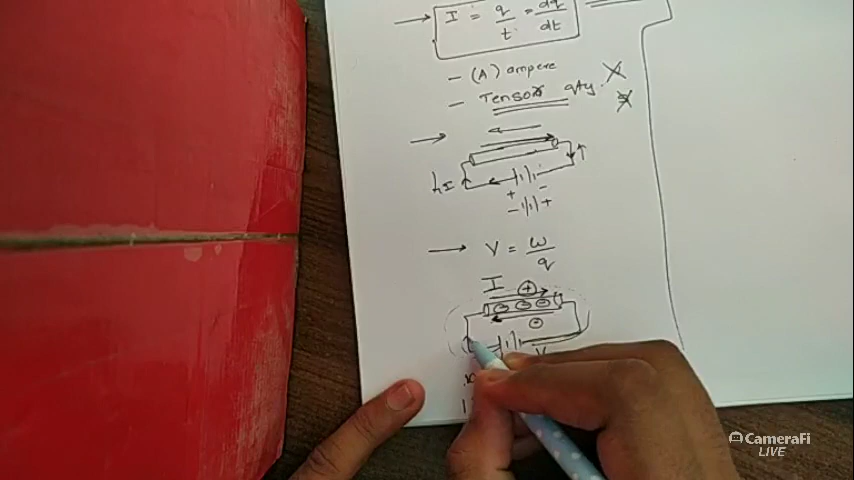 → I = q/t = dq/dt
- (A) ampere
- Tensor qty.
→
I
+ -
- +
→ V = w/q
I +
- - -
-
V
CameraFi
LIVE